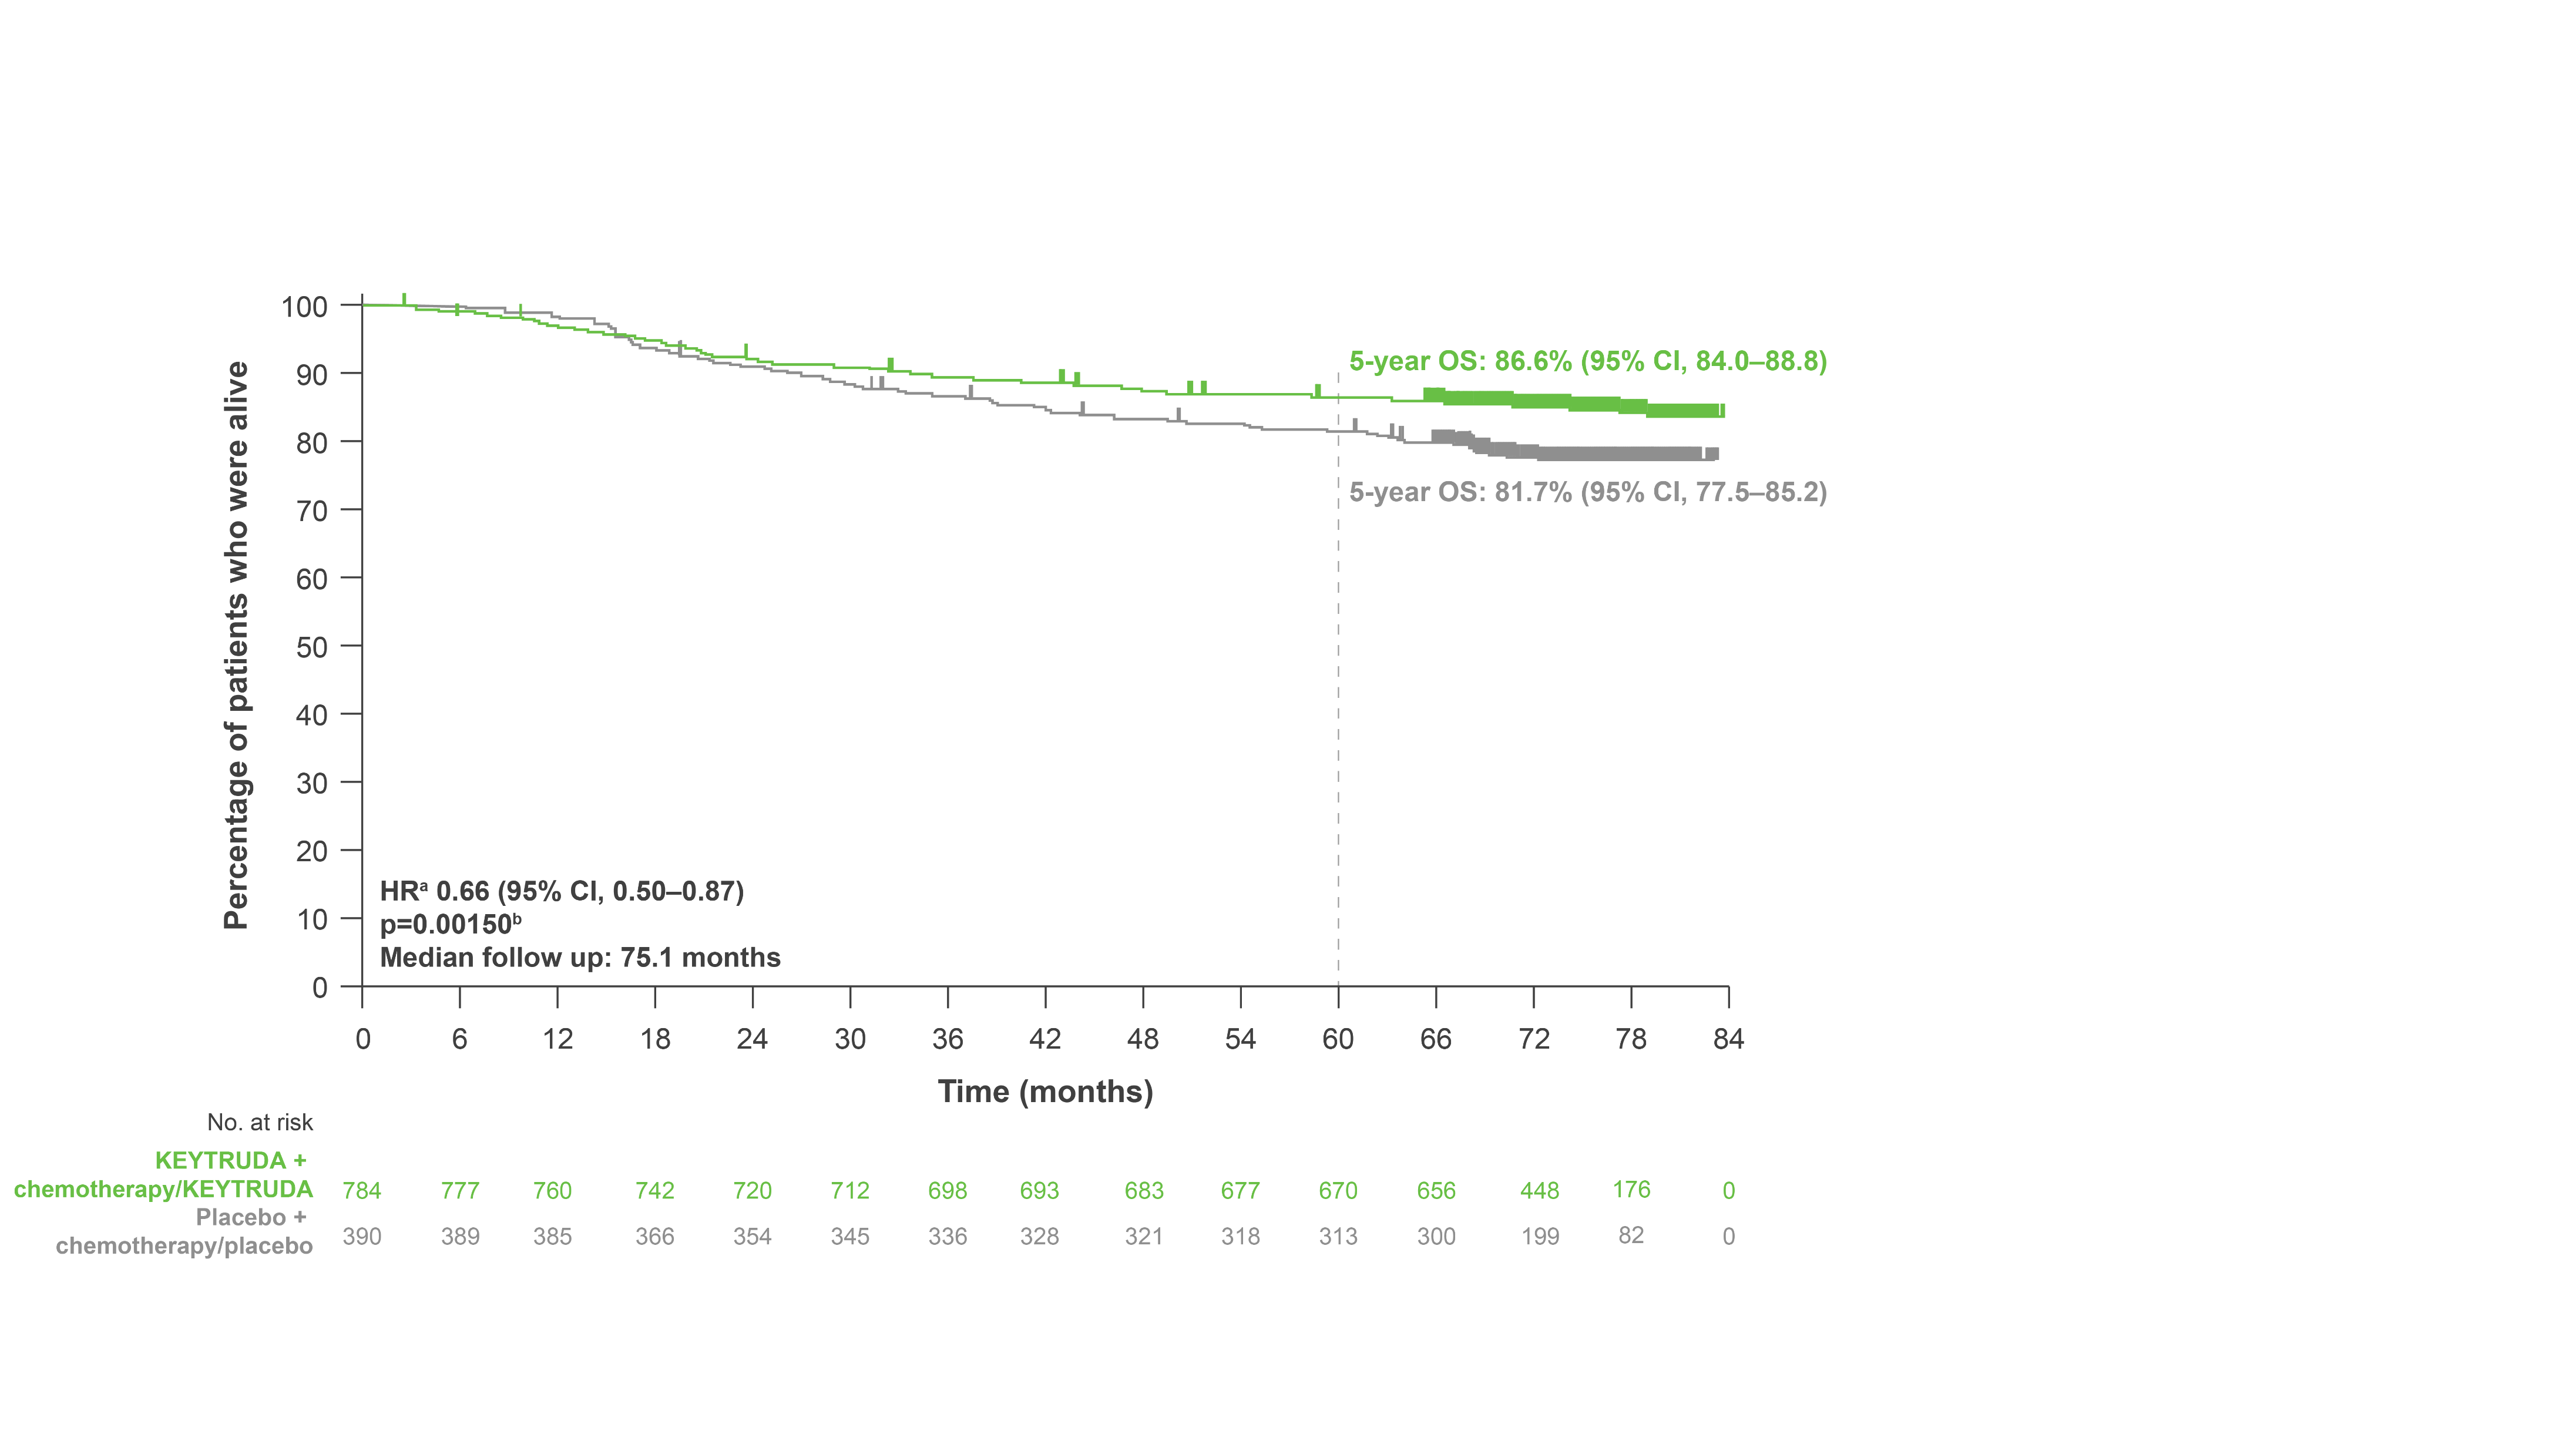 100
90
80
70
60
50
40
30
20
10
0
Percentage of patients who were alive
5-year OS: 86.6% (95% CI, 84.0–88.8)
5-year OS: 81.7% (95% CI, 77.5–85.2)
HRᵃ 0.66 (95% CI, 0.50–0.87)
p=0.00150ᵇ
Median follow up: 75.1 months
0 6 12 18 24 30 36 42 48 54 60 66 72 78 84
Time (months)
No. at risk
KEYTRUDA +
chemotherapy/KEYTRUDA 784 777 760 742 720 712 698 693 683 677 670 656 448 176 0
Placebo +
chemotherapy/placebo 390 389 385 366 354 345 336 328 321 318 313 300 199 82 0